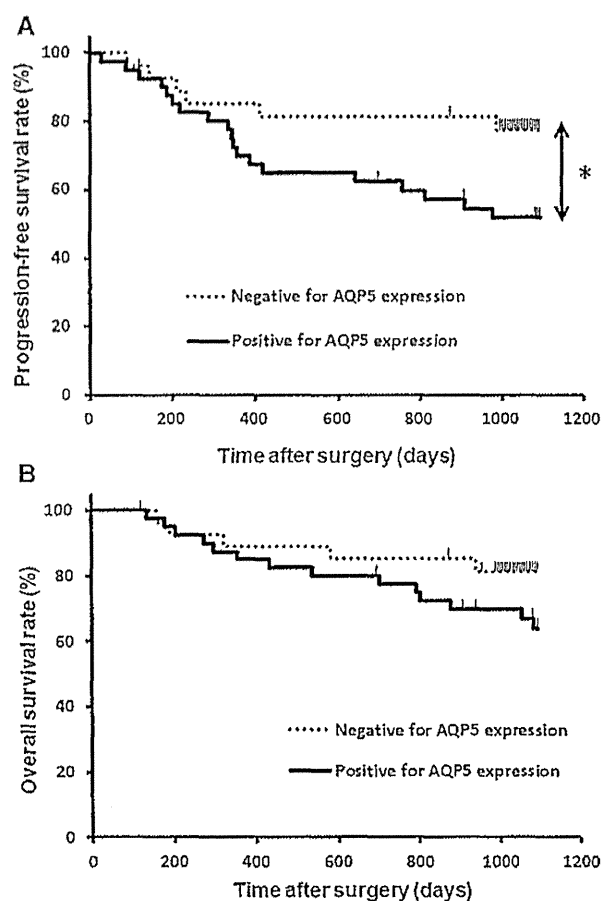 A
Progression-free survival rate (%)
100
80
60
40
20
0
*
Negative for AQP5 expression
Positive for AQP5 expression
0 200 400 600 800 1000 1200
Time after surgery (days)
B
Overall survival rate (%)
100
80
60
40
20
0
Negative for AQP5 expression
Positive for AQP5 expression
0 200 400 600 800 1000 1200
Time after surgery (days)